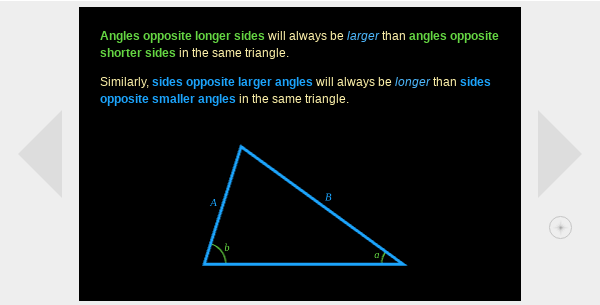 Angles opposite longer sides will always be larger than angles opposite
shorter sides in the same triangle.
Similarly, sides opposite larger angles will always be longer than sides
opposite smaller angles in the same triangle.
A
B
b
a